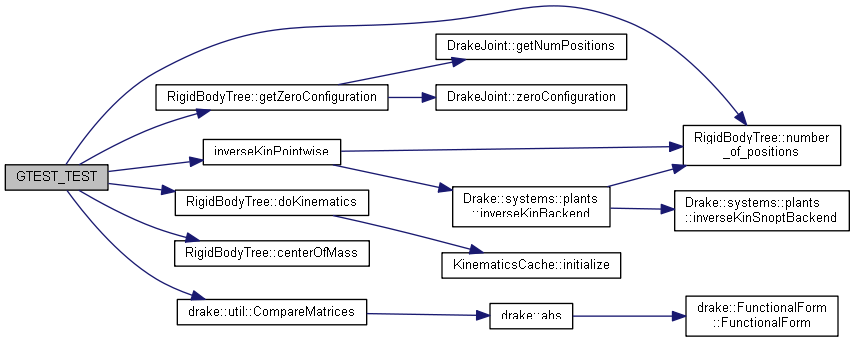 DrakeJoint::getNumPositions
RigidBodyTree::getZeroConfiguration
DrakeJoint::zeroConfiguration
RigidBodyTree::number
_of_positions
inverseKinPointwise
GTEST_TEST
RigidBodyTree::doKinematics
Drake::systems::plants
::inverseKinBackend
Drake::systems::plants
::inverseKinSnoptBackend
RigidBodyTree::centerOfMass
KinematicsCache::initialize
drake::util::CompareMatrices
drake::abs
drake::FunctionalForm
::FunctionalForm